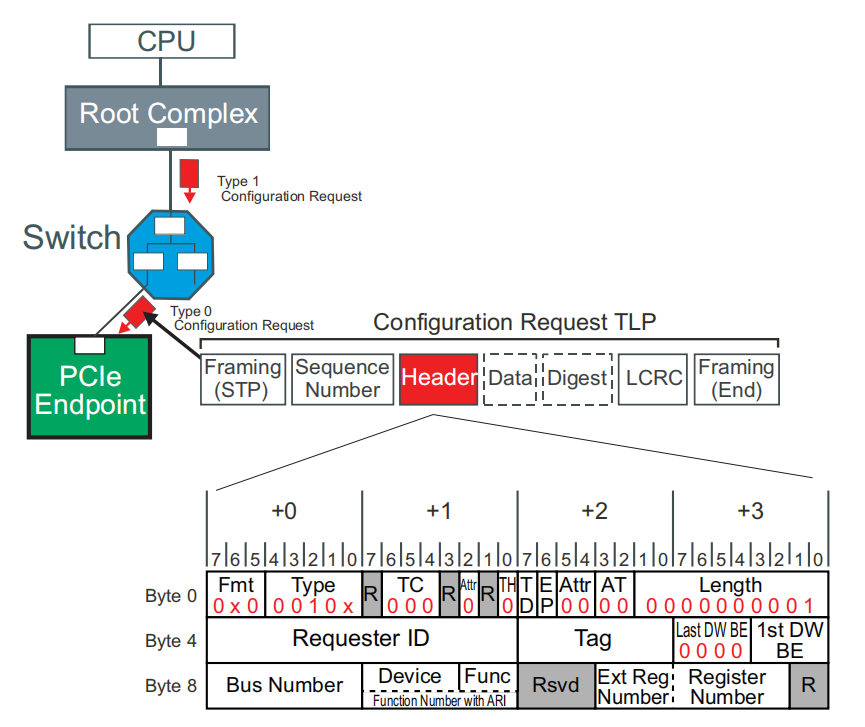 CPU
Root Complex
Type 1
Configuration Request
Switch
Type 0
Configuration Request
PCIe
Endpoint
Configuration Request TLP
Framing
(STP)
Sequence
Number
Header
Data
Digest
LCRC
Framing
(End)
+0 +1 +2 +3
7 6 5 4 3 2 1 0 7 6 5 4 3 2 1 0 7 6 5 4 3 2 1 0 7 6 5 4 3 2 1 0
Byte 0
Fmt
0 x 0
Type
0 0 1 0 x
R
TC
0 0 0
R
Attr
0
R
TH
0
T
D
E
P
Attr
0 0
AT
0 0
Length
0 0 0 0 0 0 0 0 0 1
Byte 4
Requester ID
Tag
Last DW BE
0 0 0 0
1st DW
BE
Byte 8
Bus Number
Device
Func
Function Number with ARI
Rsvd
Ext Reg
Number
Register
Number
R